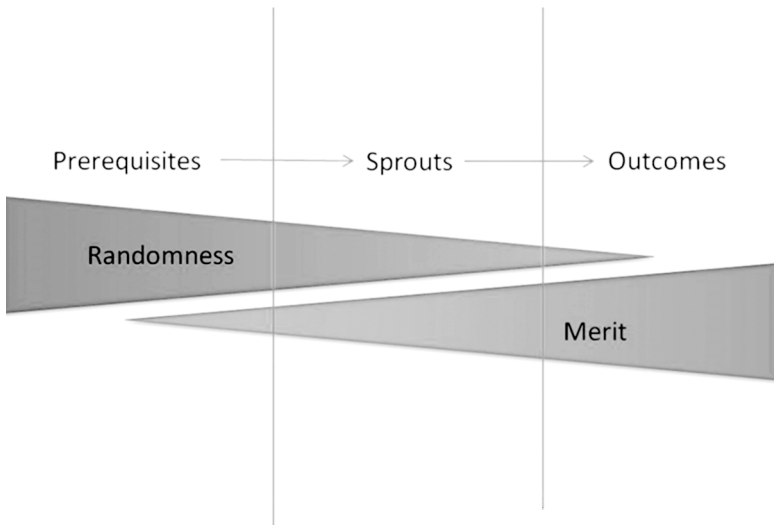 Prerequisites
Sprouts
Outcomes
Randomness
Merit